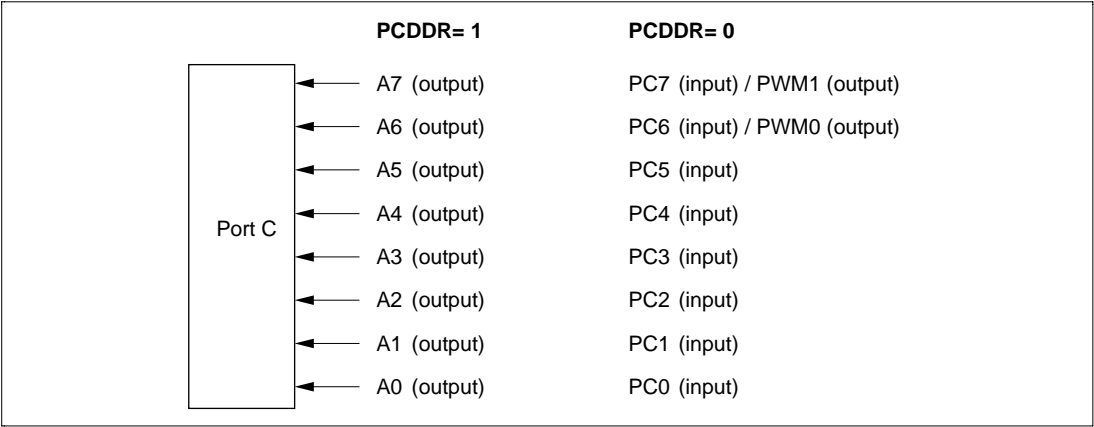 PCDDR= 1 PCDDR= 0
A7 (output) PC7 (input) / PWM1 (output)
A6 (output) PC6 (input) / PWM0 (output)
A5 (output) PC5 (input)
A4 (output) PC4 (input)
Port C
A3 (output) PC3 (input)
A2 (output) PC2 (input)
A1 (output) PC1 (input)
A0 (output) PC0 (input)